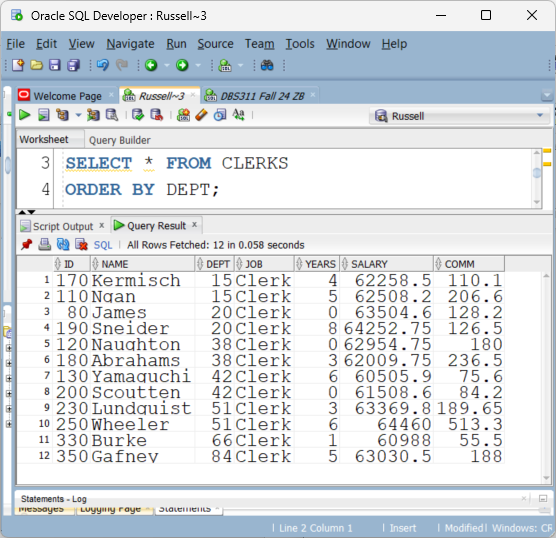 Oracle SQL Developer : Russell~3
File Edit View Navigate Run Source Team Tools Window Help
Welcome Page Russell~3 DBS311 Fall 24 ZB
Russell
Worksheet Query Builder
3 SELECT * FROM CLERKS
4 ORDER BY DEPT;
Script Output Query Result
SQL | All Rows Fetched: 12 in 0.058 seconds
ID NAME DEPT JOB YEARS SALARY COMM
1 170 Kermisch 15 Clerk 4 62258.5 110.1
2 110 Ngan 15 Clerk 5 62508.2 206.6
3 80 James 20 Clerk 0 63504.6 128.2
4 190 Sneider 20 Clerk 8 64252.75 126.5
5 120 Naughton 38 Clerk 0 62954.75 180
6 180 Abrahams 38 Clerk 3 62009.75 236.5
7 130 Yamaguchi 42 Clerk 6 60505.9 75.6
8 200 Scoutten 42 Clerk 0 61508.6 84.2
9 230 Lundquist 51 Clerk 3 63369.8 189.65
10 250 Wheeler 51 Clerk 6 64460 513.3
11 330 Burke 66 Clerk 1 60988 55.5
12 350 Gafney 84 Clerk 5 63030.5 188
Statements - Log
Messages Logging Page Statements
Line 2 Column 1 | Insert | Modified | Windows: CR